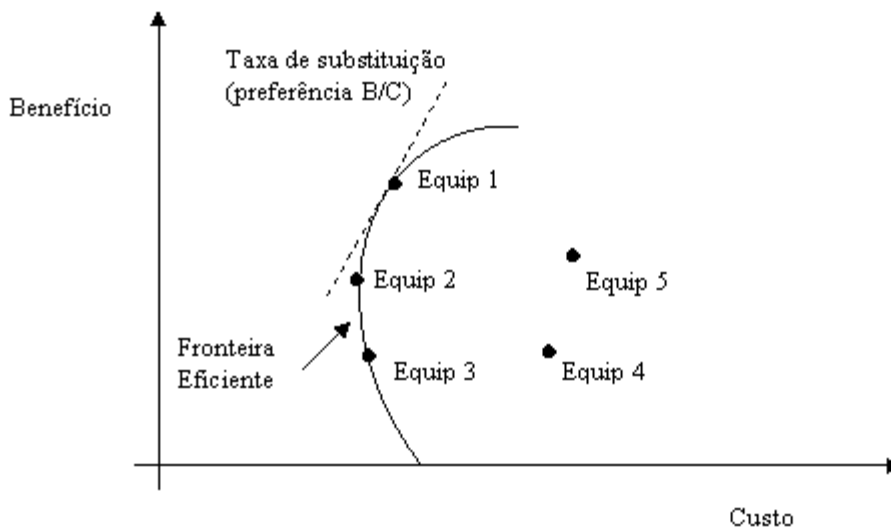 Taxa de substituição
(preferência B/C)
Benefício
Equip 1
Equip 5
Equip 2
Fronteira
Eficiente
Equip 3
Equip 4
Custo